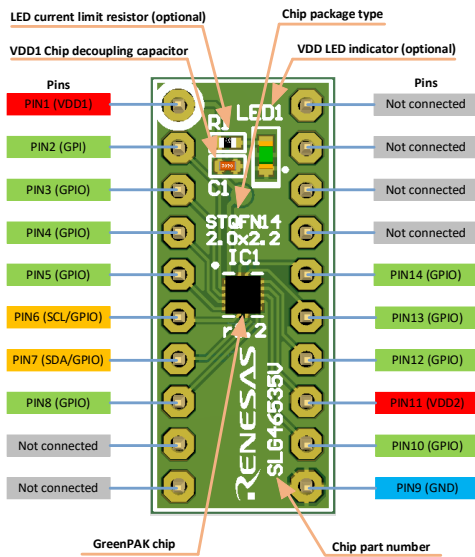 LED current limit resistor (optional)
Chip package type
VDD1 Chip decoupling capacitor
VDD LED indicator (optional)
Pins
Pins
PIN1 (VDD1)
Not connected
PIN2 (GPI)
Not connected
PIN3 (GPIO)
Not connected
PIN4 (GPIO)
Not connected
PIN5 (GPIO)
PIN14 (GPIO)
PIN6 (SCL/GPIO)
PIN13 (GPIO)
PIN7 (SDA/GPIO)
PIN12 (GPIO)
PIN8 (GPIO)
PIN11 (VDD2)
Not connected
PIN10 (GPIO)
Not connected
PIN9 (GND)
R1
LED1
C1
STQFN14
2.0x2.2
IC1
RENESAS
SLG46535V
GreenPAK chip
Chip part number